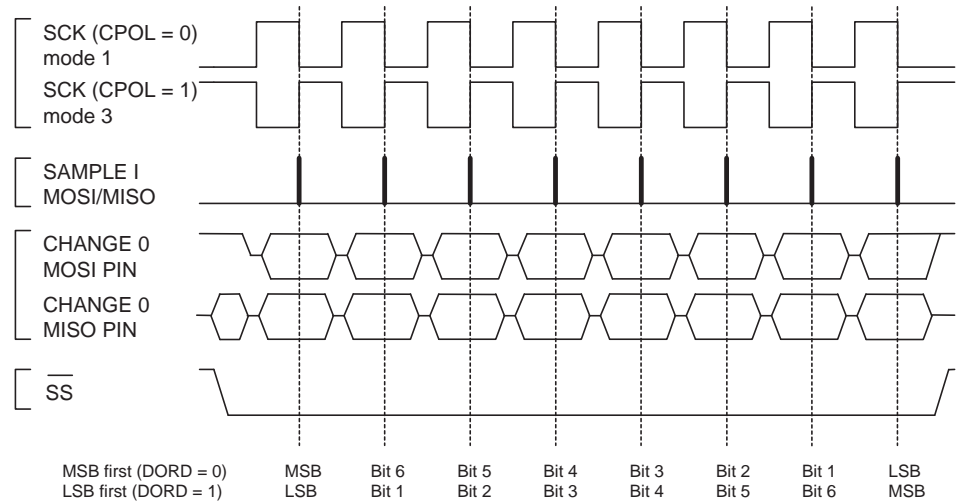 SCK (CPOL = 0)
mode 1
SCK (CPOL = 1)
mode 3
SAMPLE I
MOSI/MISO
CHANGE 0
MOSI PIN
CHANGE 0
MISO PIN
SS
MSB first (DORD = 0) MSB Bit 6 Bit 5 Bit 4 Bit 3 Bit 2 Bit 1 LSB
LSB first (DORD = 1) LSB Bit 1 Bit 2 Bit 3 Bit 4 Bit 5 Bit 6 MSB